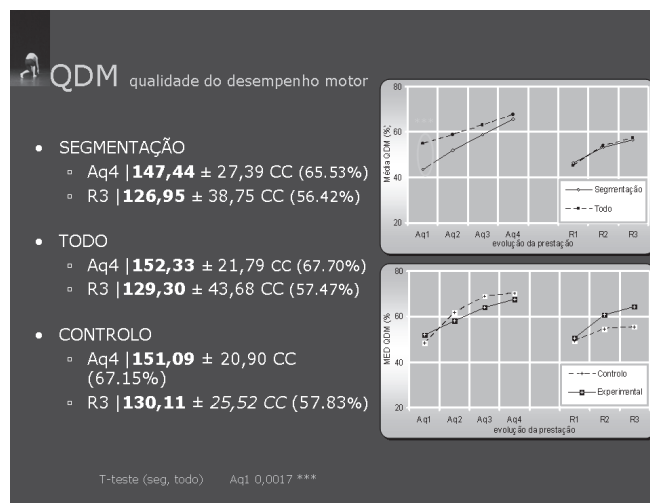 QDM qualidade do desempenho motor
• SEGMENTAÇÃO
▫ Aq4 |147,44 ± 27,39 CC (65.53%)
▫ R3 |126,95 ± 38,75 CC (56.42%)
• TODO
▫ Aq4 |152,33 ± 21,79 CC (67.70%)
▫ R3 |129,30 ± 43,68 CC (57.47%)
• CONTROLO
▫ Aq4 |151,09 ± 20,90 CC
(67.15%)
▫ R3 |130,11 ± 25,52 CC (57.83%)
T-teste (seg, todo) Aq1 0,0017 ***
80
60
40
20
Média QDM (%)
Segmentação
Todo
Aq1 Aq2 Aq3 Aq4 R1 R2 R3
evolução da prestação
80
60
40
20
MED QDM (%
Controlo
Experimental
Aq1 Aq2 Aq3 Aq4 R1 R2 R3
evolução da prestação